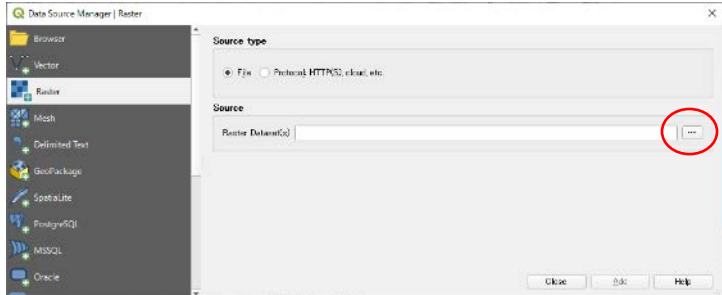 Data Source Manager | Raster
Browser
Vector
Raster
Mesh
Delimited Text
GeoPackage
SpatiaLite
PostgreSQL
MSSQL
Oracle
Source type
File
Protocol: HTTP(S), cloud, etc.
Source
Raster Dataset(s)
...
Close
Add
Help